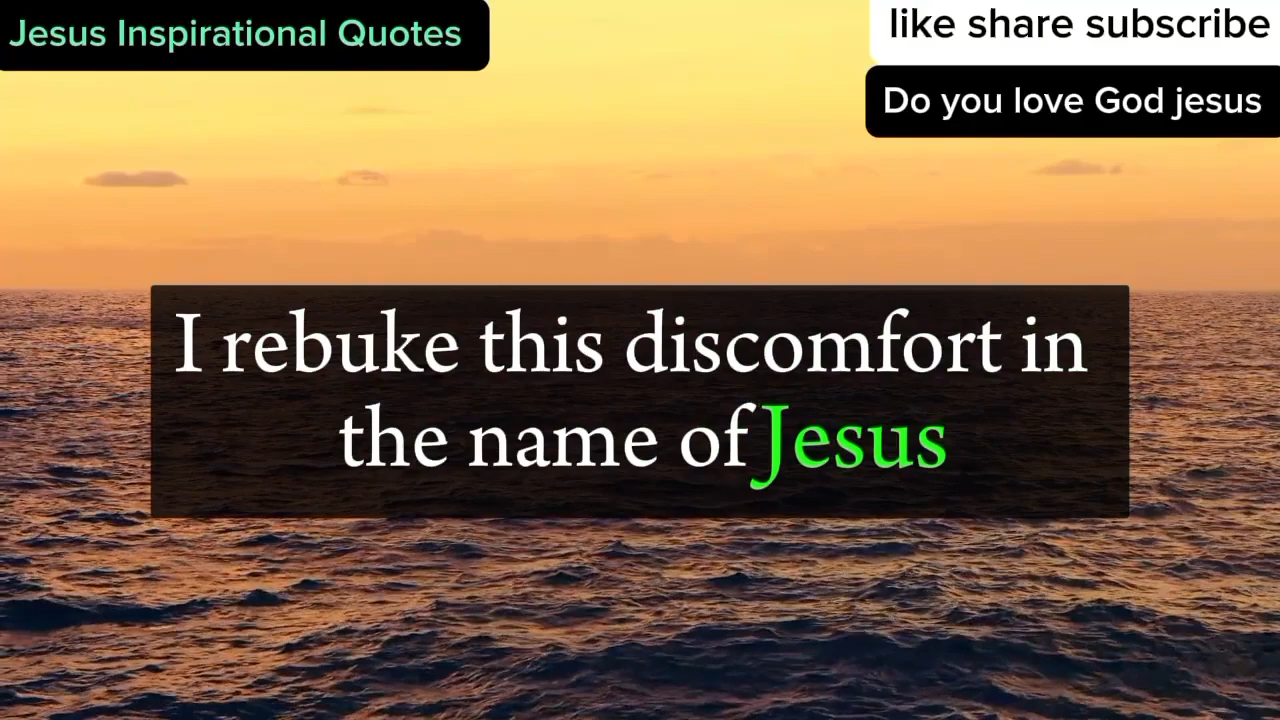 Jesus Inspirational Quotes
like share subscribe
Do you love God jesus
I rebuke this discomfort in
the name of Jesus